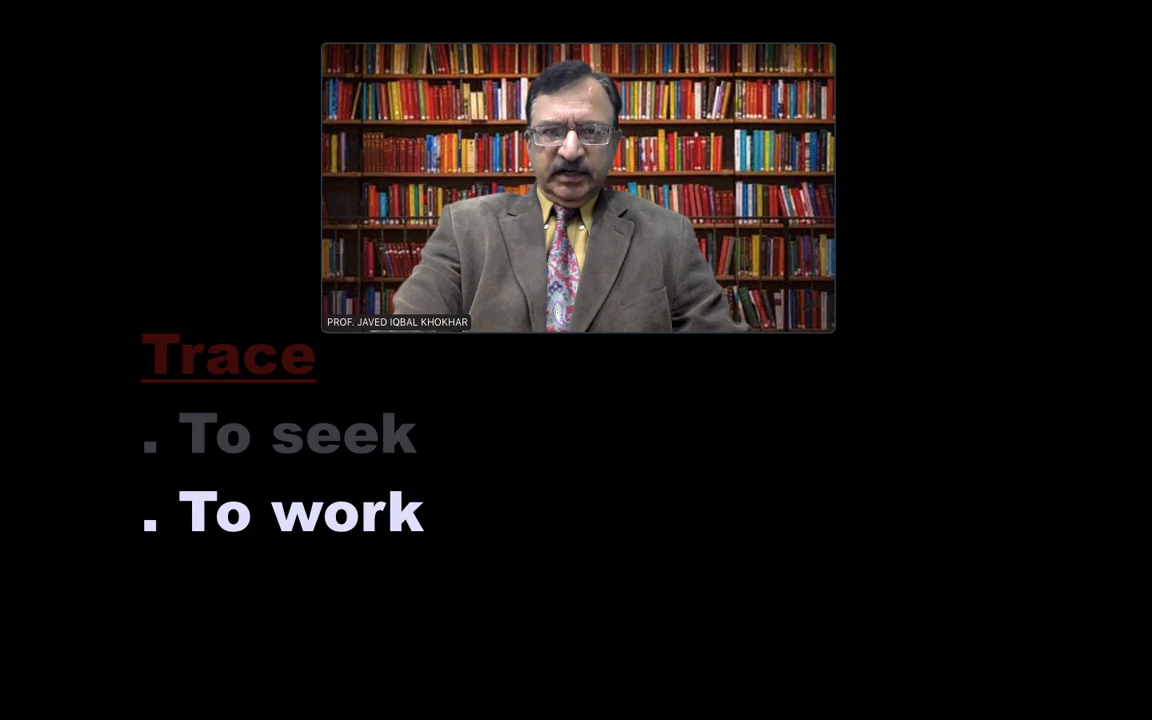 PROF. JAVED IQBAL KHOKHAR
Trace
. To seek
. To work